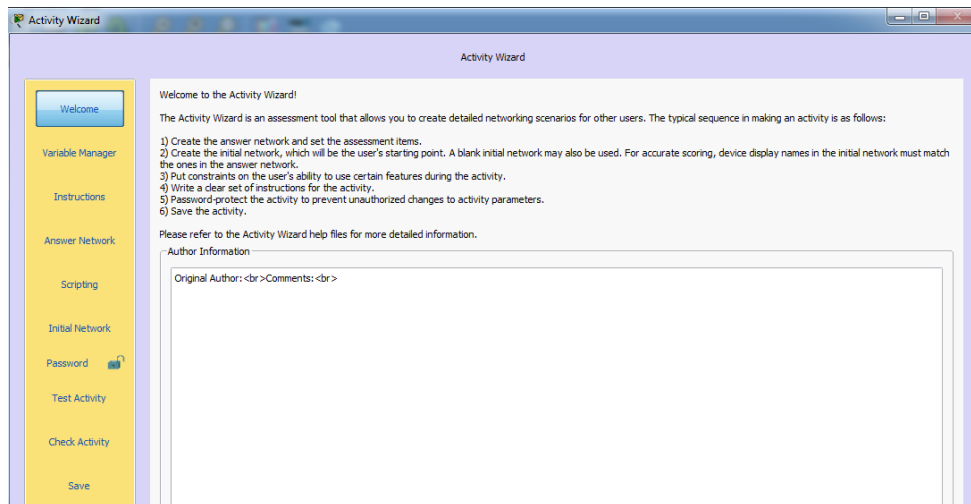 Activity Wizard
Activity Wizard
Welcome
Variable Manager
Instructions
Answer Network
Scripting
Initial Network
Password
Test Activity
Check Activity
Save
Welcome to the Activity Wizard!
The Activity Wizard is an assessment tool that allows you to create detailed networking scenarios for other users. The typical sequence in making an activity is as follows:
1) Create the answer network and set the assessment items.
2) Create the initial network, which will be the user's starting point. A blank initial network may also be used. For accurate scoring, device display names in the initial network must match
the ones in the answer network.
3) Put constraints on the user's ability to use certain features during the activity.
4) Write a clear set of instructions for the activity.
5) Password-protect the activity to prevent unauthorized changes to activity parameters.
6) Save the activity.
Please refer to the Activity Wizard help files for more detailed information.
Author Information
Original Author:<br>Comments:<br>